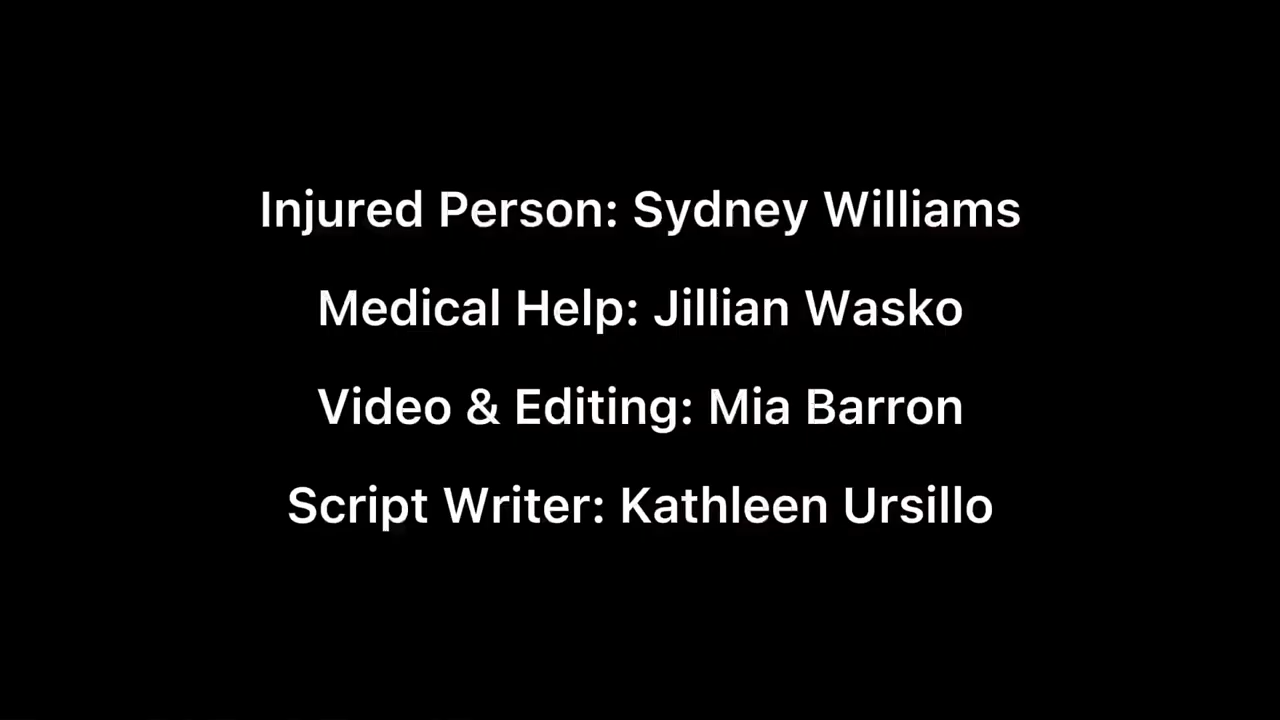 Injured Person: Sydney Williams
Medical Help: Jillian Wasko
Video & Editing: Mia Barron
Script Writer: Kathleen Ursillo